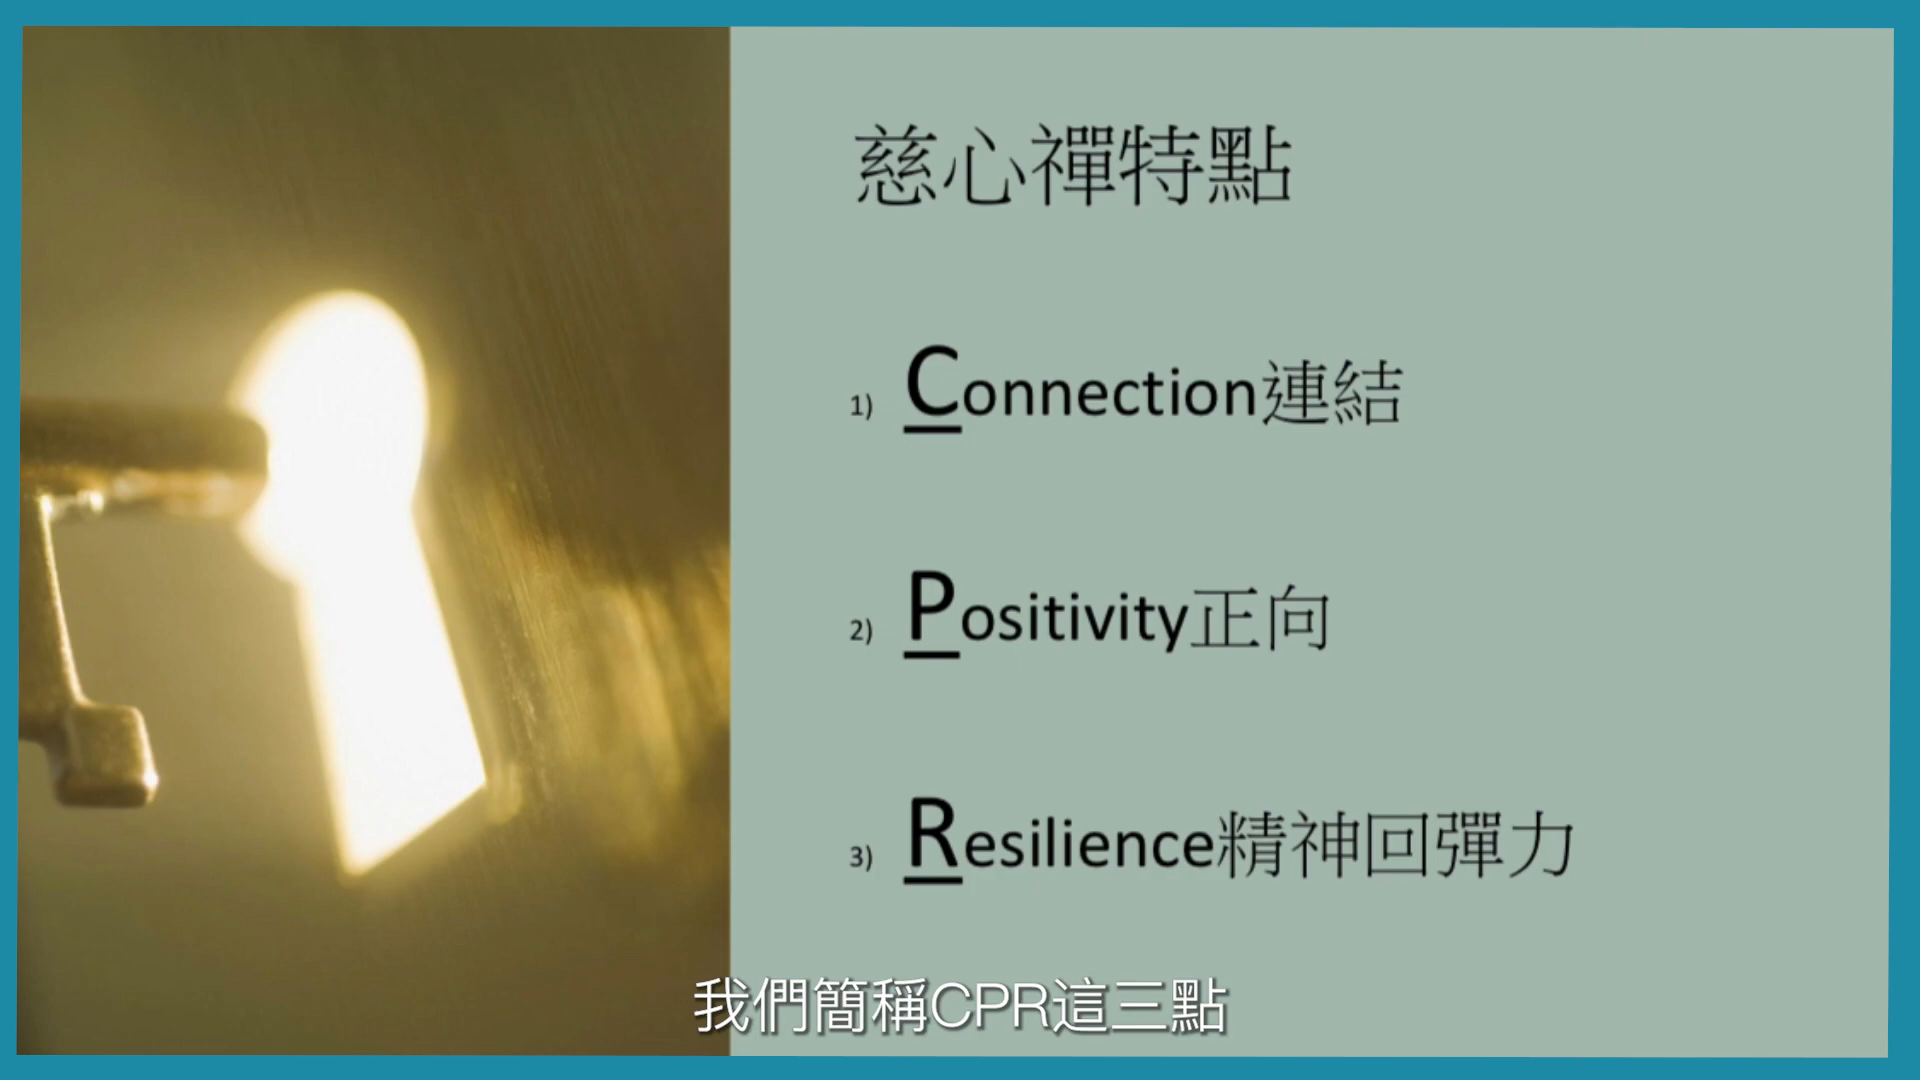 慈心禪特點
1) Connection連結
2) Positivity正向
3) Resilience精神回彈力
我們簡稱CPR這三點